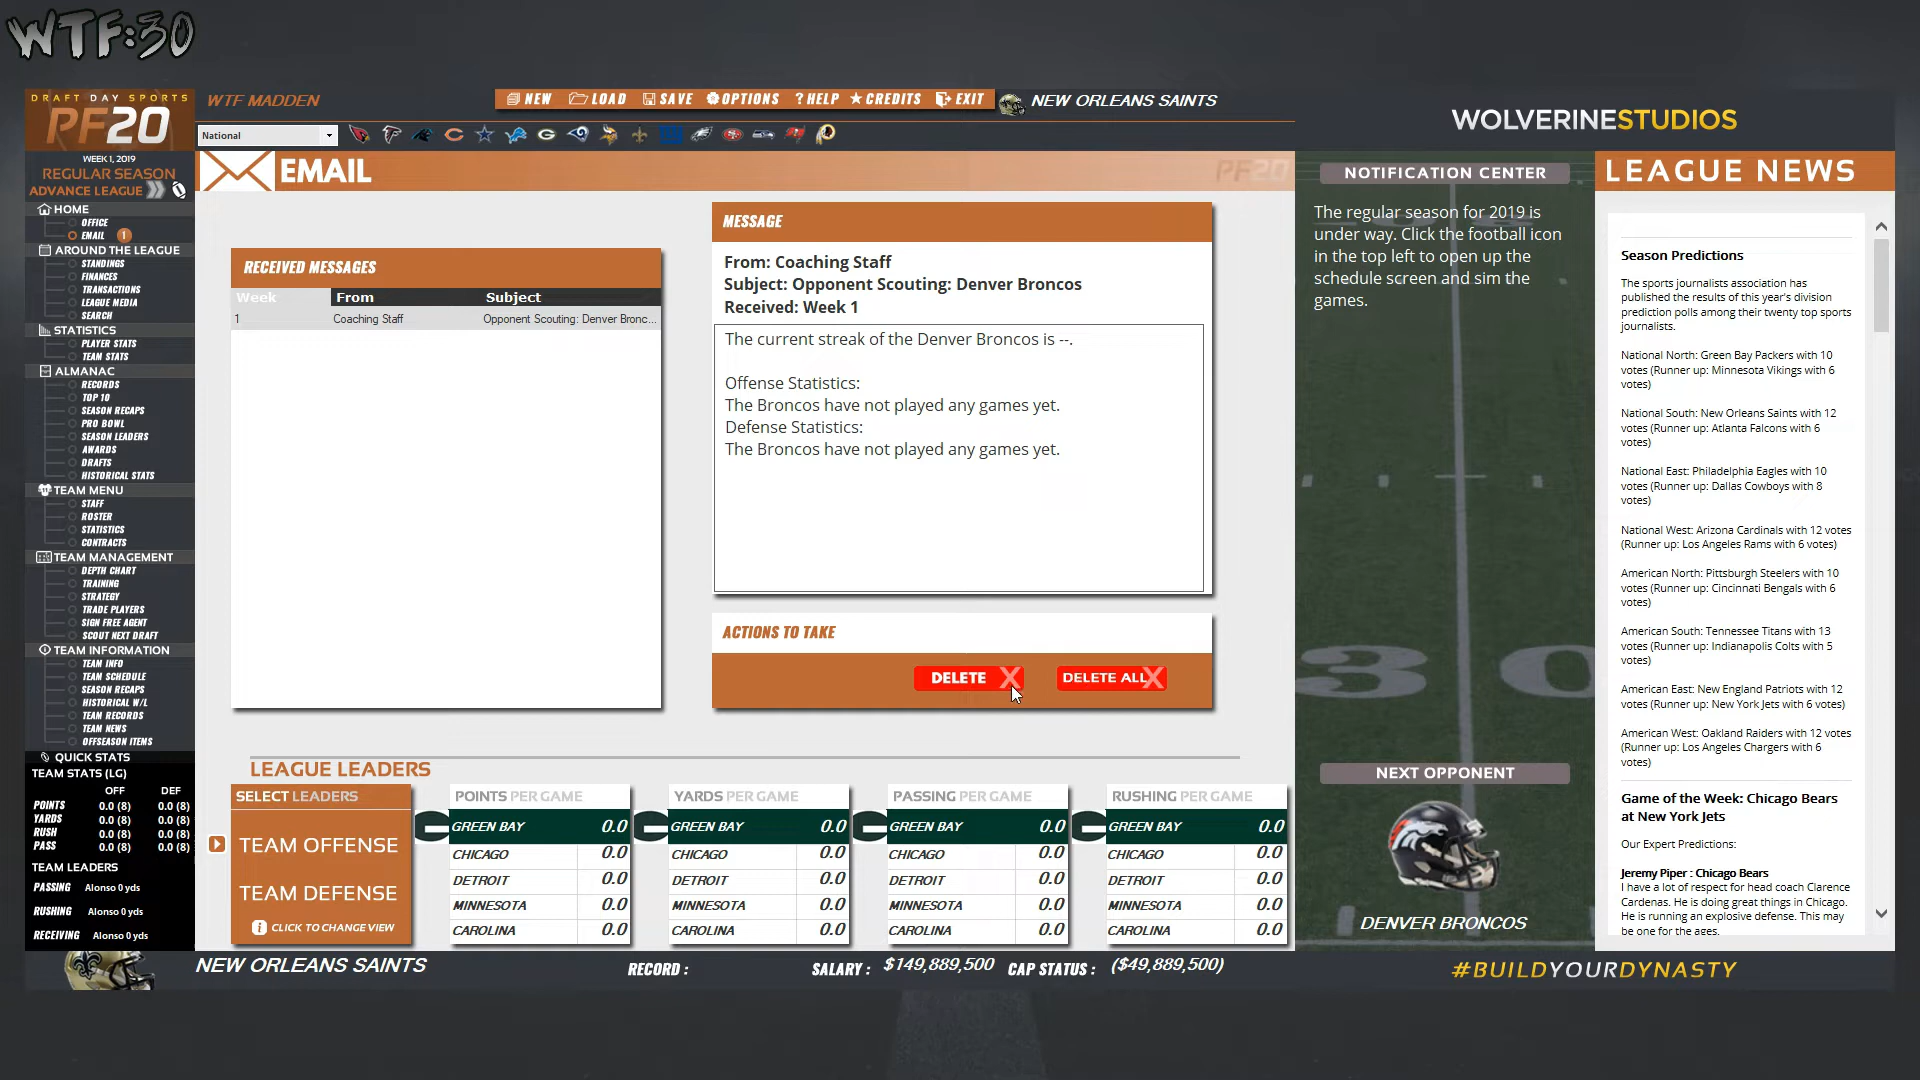 WTF:30
DRAFT DAY SPORTS
PF20
WTF MADDEN
NEW LOAD SAVE OPTIONS ? HELP CREDITS EXIT
NEW ORLEANS SAINTS
WOLVERINESTUDIOS
National
WEEK 1, 2019
REGULAR SEASON
ADVANCE LEAGUE
HOME
OFFICE
EMAIL !
AROUND THE LEAGUE
STANDINGS
FINANCES
TRANSACTIONS
LEAGUE MEDIA
SEARCH
STATISTICS
PLAYER STATS
TEAM STATS
ALMANAC
RECORDS
TOP 10
SEASON RECAPS
PRO BOWL
SEASON LEADERS
AWARDS
DRAFTS
HISTORICAL STATS
TEAM MENU
STAFF
ROSTER
STATISTICS
CONTRACTS
TEAM MANAGEMENT
DEPTH CHART
TRAINING
STRATEGY
TRADE PLAYERS
SIGN FREE AGENT
SCOUT NEXT DRAFT
TEAM INFORMATION
TEAM INFO
TEAM SCHEDULE
SEASON RECAPS
HISTORICAL W/L
TEAM RECORDS
TEAM NEWS
OFFSEASON ITEMS
QUICK STATS
TEAM STATS (LG)
OFF DEF
POINTS 0.0 (8) 0.0 (8)
YARDS 0.0 (8) 0.0 (8)
RUSH 0.0 (8) 0.0 (8)
PASS 0.0 (8) 0.0 (8)
TEAM LEADERS
PASSING Alonso 0 yds
RUSHING Alonso 0 yds
RECEIVING Alonso 0 yds
EMAIL
PF20
RECEIVED MESSAGES
Week From Subject
1 Coaching Staff Opponent Scouting: Denver Bronc...
MESSAGE
From: Coaching Staff
Subject: Opponent Scouting: Denver Broncos
Received: Week 1
The current streak of the Denver Broncos is --.
Offense Statistics:
The Broncos have not played any games yet.
Defense Statistics:
The Broncos have not played any games yet.
ACTIONS TO TAKE
DELETE X DELETE ALL X
LEAGUE LEADERS
SELECT LEADERS
TEAM OFFENSE
TEAM DEFENSE
i CLICK TO CHANGE VIEW
POINTS PER GAME
GREEN BAY 0.0
CHICAGO 0.0
DETROIT 0.0
MINNESOTA 0.0
CAROLINA 0.0
YARDS PER GAME
GREEN BAY 0.0
CHICAGO 0.0
DETROIT 0.0
MINNESOTA 0.0
CAROLINA 0.0
PASSING PER GAME
GREEN BAY 0.0
CHICAGO 0.0
DETROIT 0.0
MINNESOTA 0.0
CAROLINA 0.0
RUSHING PER GAME
GREEN BAY 0.0
CHICAGO 0.0
DETROIT 0.0
MINNESOTA 0.0
CAROLINA 0.0
NOTIFICATION CENTER
The regular season for 2019 is
under way. Click the football icon
in the top left to open up the
schedule screen and sim the
games.
30
NEXT OPPONENT
DENVER BRONCOS
LEAGUE NEWS
Season Predictions
The sports journalists association has
published the results of this year's division
prediction polls among their twenty top sports
journalists.
National North: Green Bay Packers with 10
votes (Runner up: Minnesota Vikings with 6
votes)
National South: New Orleans Saints with 12
votes (Runner up: Atlanta Falcons with 6
votes)
National East: Philadelphia Eagles with 10
votes (Runner up: Dallas Cowboys with 8
votes)
National West: Arizona Cardinals with 12 votes
(Runner up: Los Angeles Rams with 6 votes)
American North: Pittsburgh Steelers with 10
votes (Runner up: Cincinnati Bengals with 6
votes)
American South: Tennessee Titans with 13
votes (Runner up: Indianapolis Colts with 5
votes)
American East: New England Patriots with 12
votes (Runner up: New York Jets with 6 votes)
American West: Oakland Raiders with 12 votes
(Runner up: Los Angeles Chargers with 6
votes)
Game of the Week: Chicago Bears
at New York Jets
Our Expert Predictions:
Jeremy Piper : Chicago Bears
I have a lot of respect for head coach Clarence
Cardenas. He is doing great things in Chicago.
He is running an explosive defense. This may
be one for the ages.
NEW ORLEANS SAINTS
RECORD :
SALARY : $149,889,500
CAP STATUS : ($49,889,500)
#BUILDYOURDYNASTY